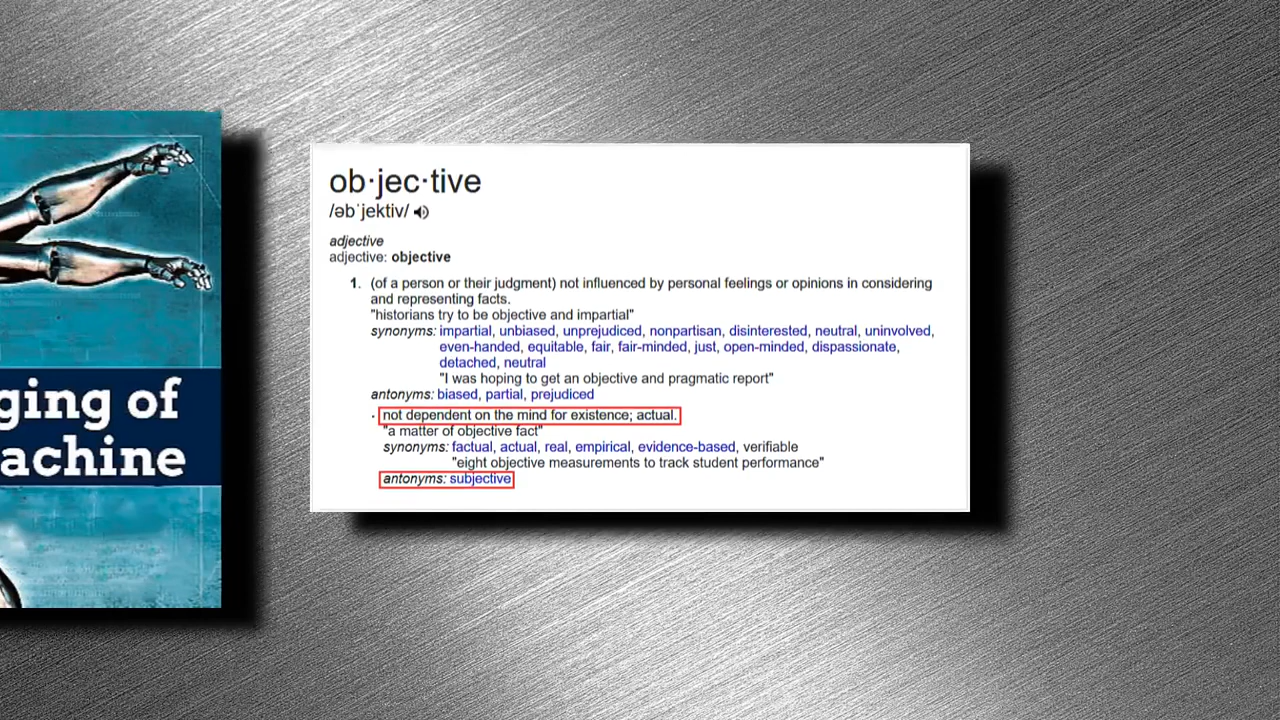 ob·jec·tive
/əbˈjektiv/
adjective
adjective: objective
1. (of a person or their judgment) not influenced by personal feelings or opinions in considering
and representing facts.
"historians try to be objective and impartial"
synonyms: impartial, unbiased, unprejudiced, nonpartisan, disinterested, neutral, uninvolved,
even-handed, equitable, fair, fair-minded, just, open-minded, dispassionate,
detached, neutral
"I was hoping to get an objective and pragmatic report"
antonyms: biased, partial, prejudiced
· not dependent on the mind for existence; actual.
"a matter of objective fact"
synonyms: factual, actual, real, empirical, evidence-based, verifiable
"eight objective measurements to track student performance"
antonyms: subjective
ging of
achine